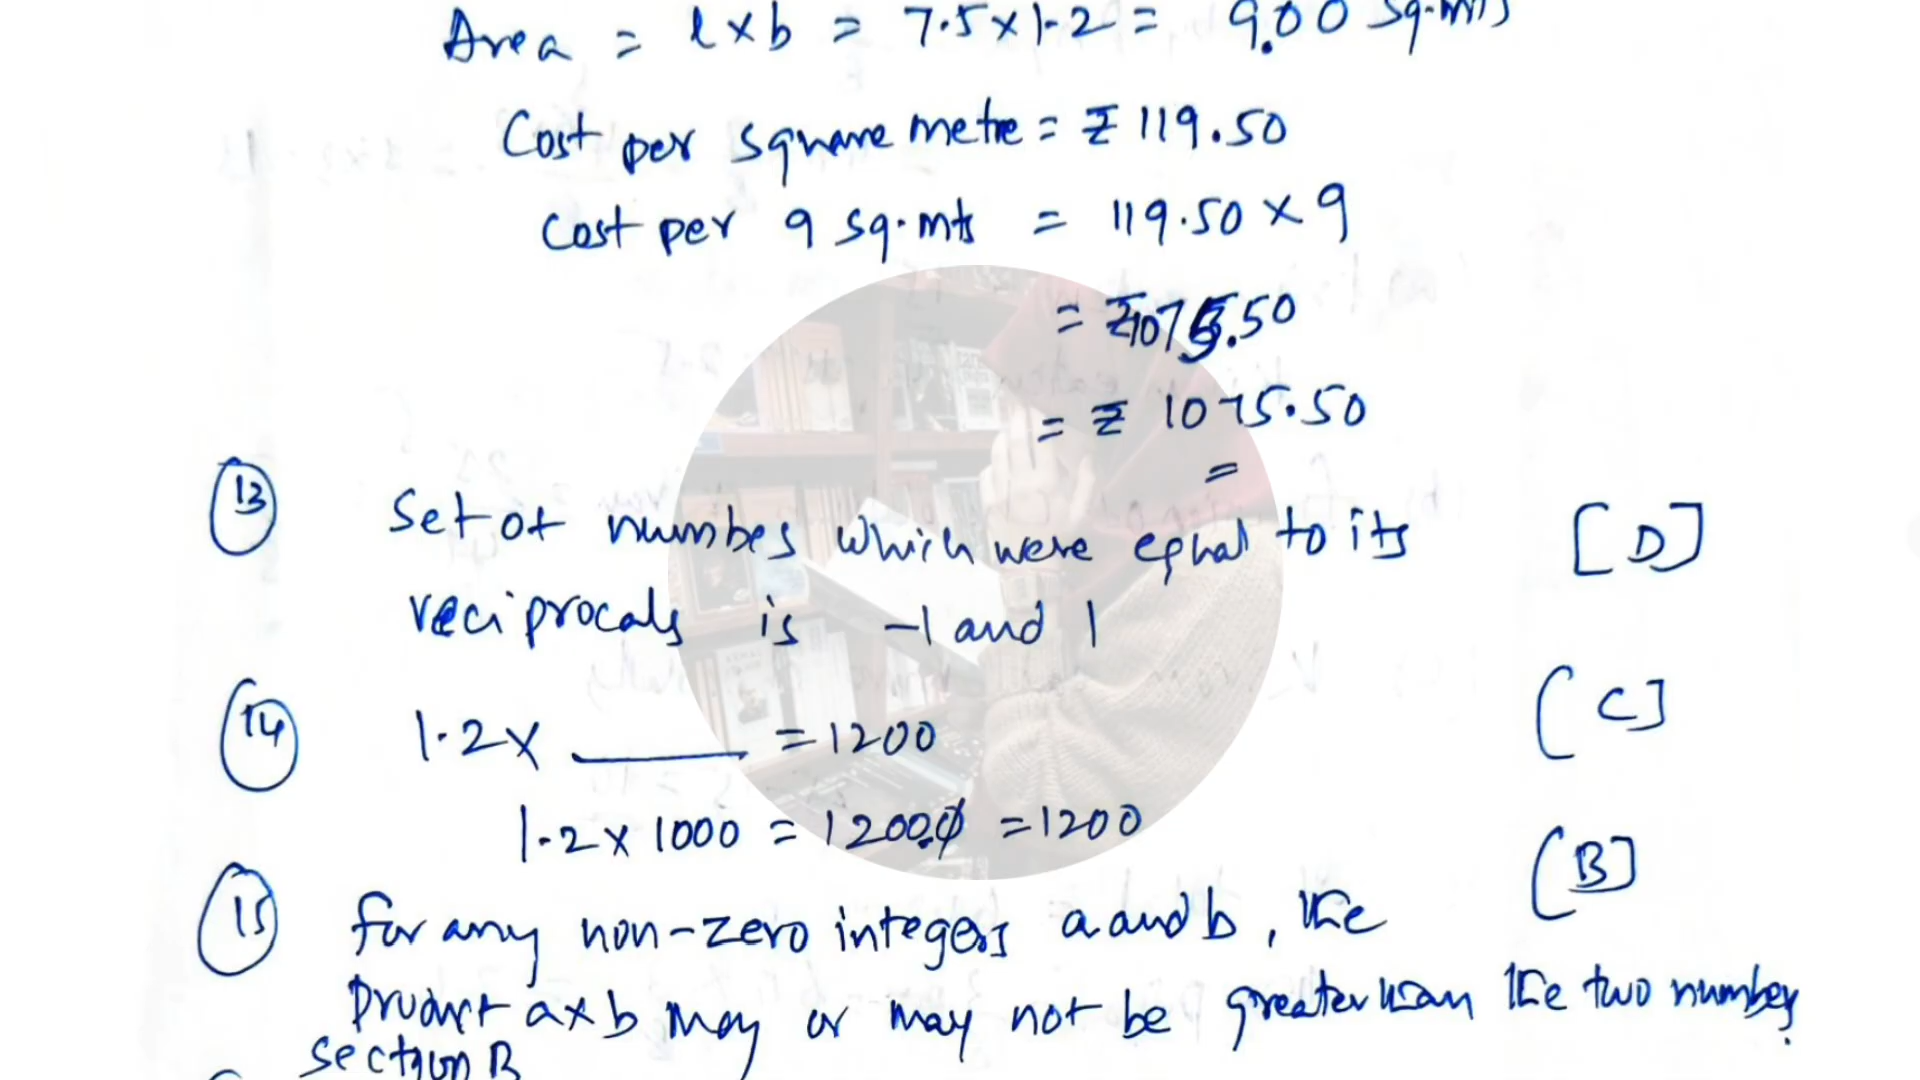 Area = l x b = 7.5 x 1.2 = 9.00 sq.mts
Cost per square metre = ₹ 119.50
Cost per 9 sq.mts = 119.50 x 9
= ₹1075.50
= ₹ 1075.50
=
13 Set of numbes which were equal to its [D]
reciprocals is -1 and 1
14 1.2 x ______ = 1200 [C]
1.2 x 1000 = 1200.0 = 1200
15 for any non-zero integers a and b, the [B]
product a x b may or may not be greater than the two numbers.
Section B